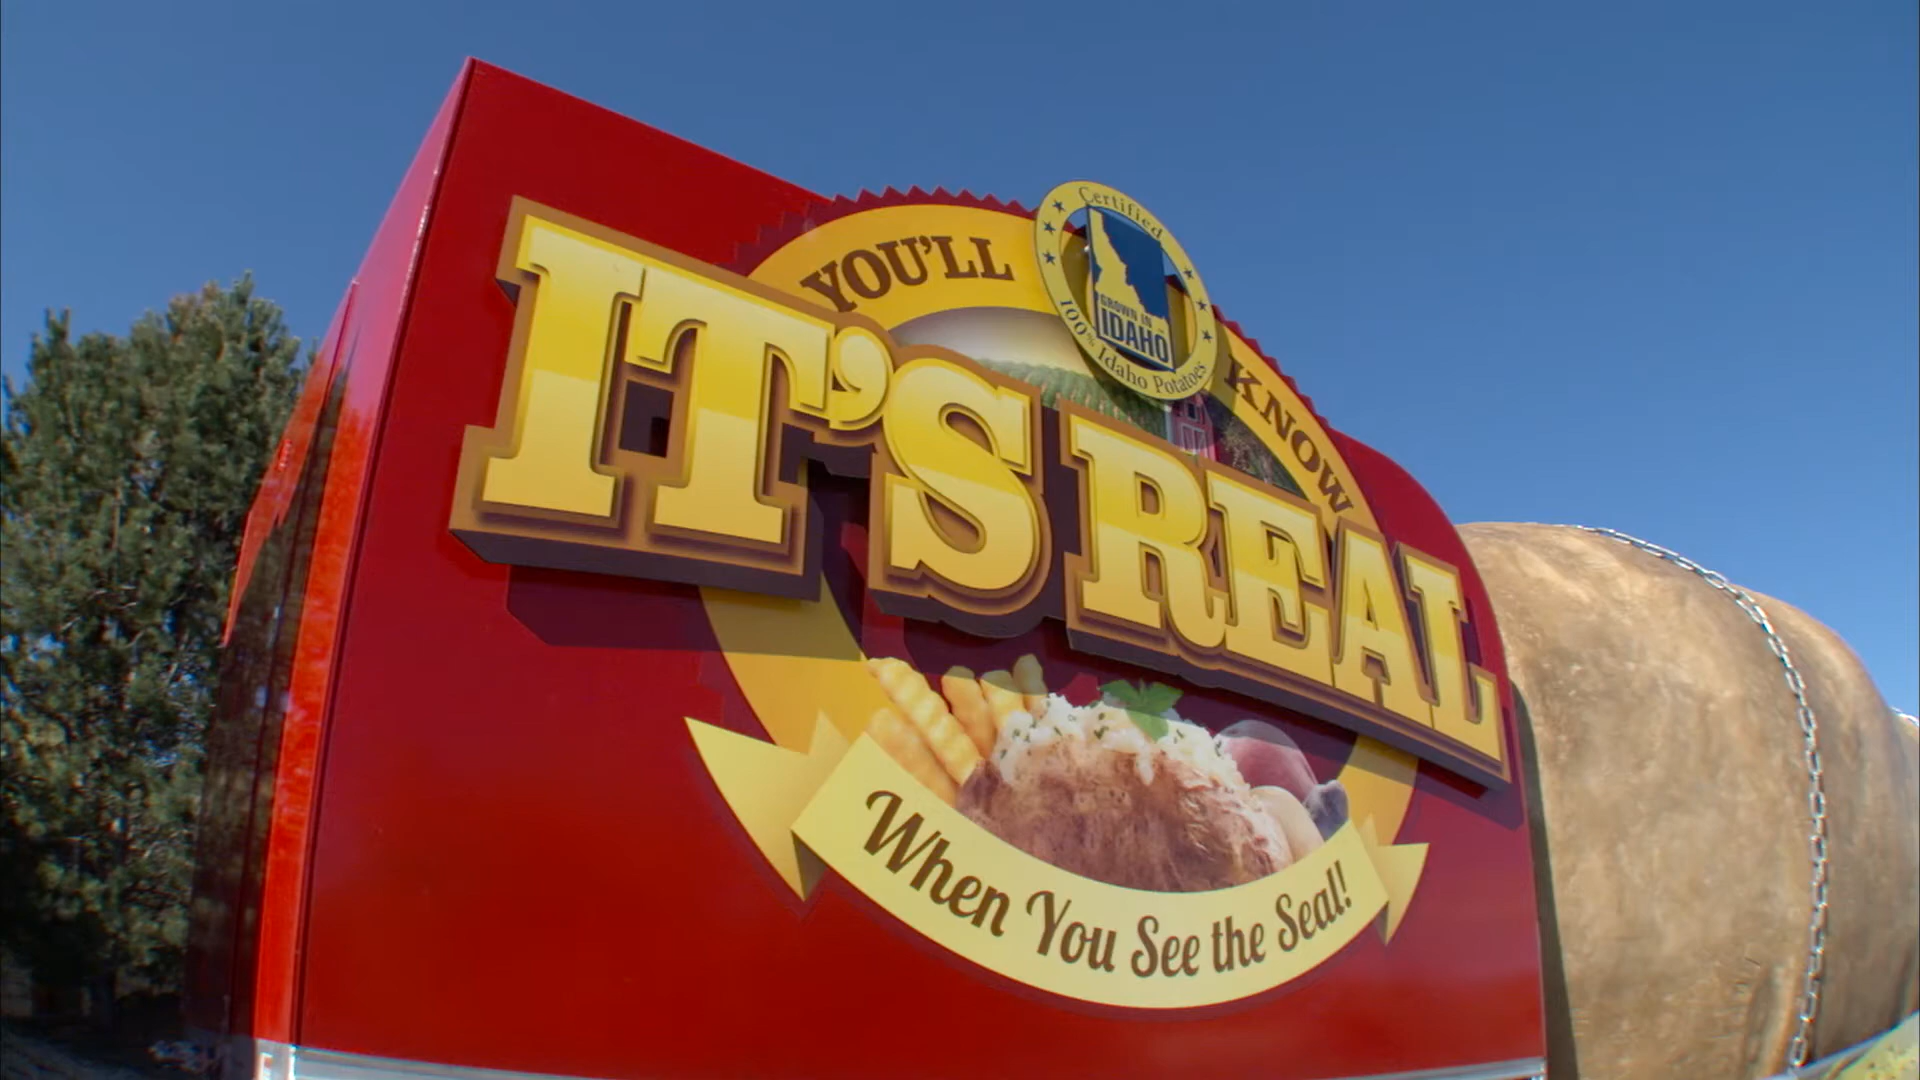 YOU'LL KNOW
IT'S REAL
When You See the Seal!
Certified
GROWN IN
IDAHO
100% Idaho Potatoes